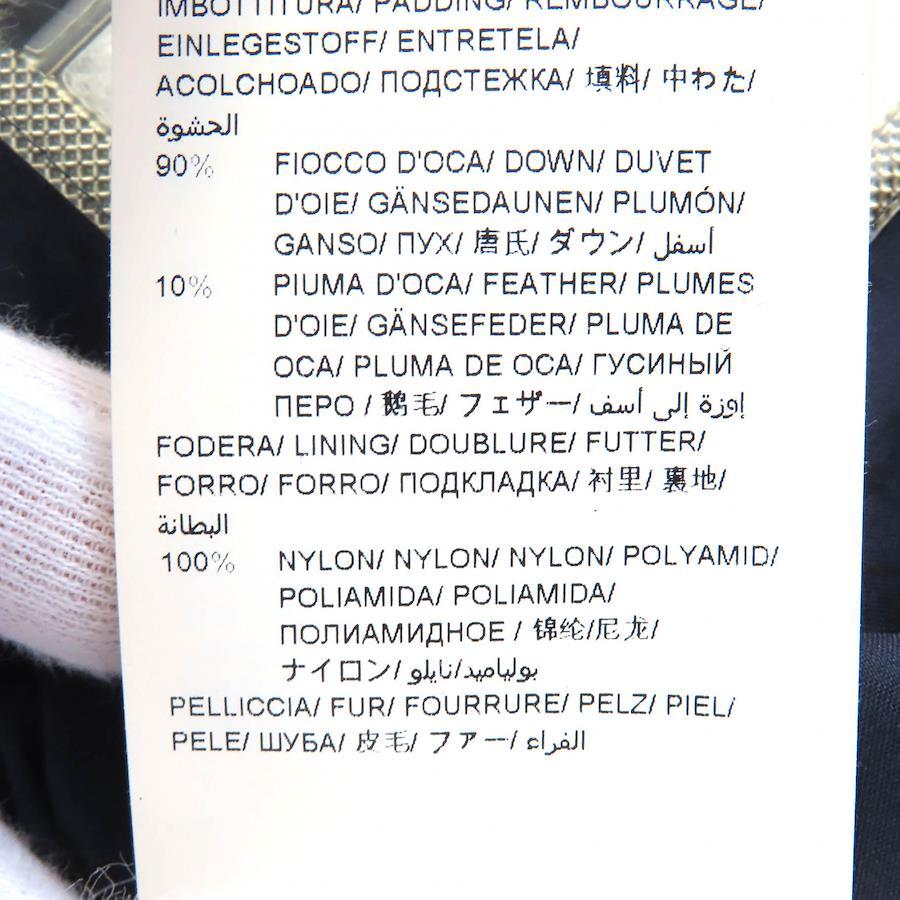 IMBOTTITURA/ PADDING/ REMBOURRAGE/
EINLEGESTOFF/ ENTRETELA/
ACOLCHOADO/ ПОДСТЕЖКА/ 填料/ 中わた/
الحشوة
90% FIOCCO D'OCA/ DOWN/ DUVET
D'OIE/ GÄNSEDAUNEN/ PLUMÓN/
GANSO/ ПУХ/ 唐氏/ ダウン/ أسفل
10% PIUMA D'OCA/ FEATHER/ PLUMES
D'OIE/ GÄNSEFEDER/ PLUMA DE
OCA/ PLUMA DE OCA/ ГУСИНЫЙ
ПЕРО / 鹅毛/ フェザー/ إوزة إلى أسف
FODERA/ LINING/ DOUBLURE/ FUTTER/
FORRO/ FORRO/ ПОДКЛАДКА/ 衬里/ 裏地/
البطانة
100% NYLON/ NYLON/ NYLON/ POLYAMID/
POLIAMIDA/ POLIAMIDA/
ПОЛИАМИДНОЕ / 锦纶/尼龙/
ナイロン/ بولياميد/نايلو
PELLICCIA/ FUR/ FOURRURE/ PELZ/ PIEL/
PELE/ ШУБА/ 皮毛/ ファー/ الفراء